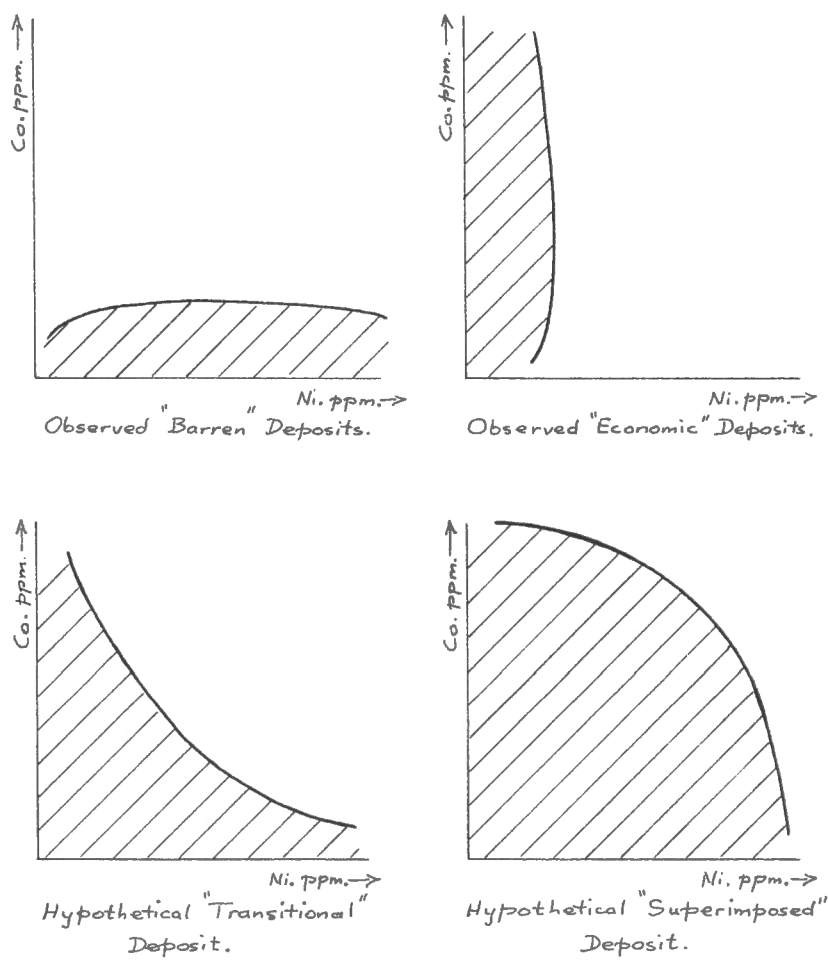 Co. ppm. →
Ni. ppm. →
Observed "Barren" Deposits.
Co. ppm. →
Ni. ppm. →
Observed "Economic" Deposits.
Co. ppm. →
Ni. ppm. →
Hypothetical "Transitional"
Deposit.
Co. ppm. →
Ni. ppm. →
Hypothetical "Superimposed"
Deposit.